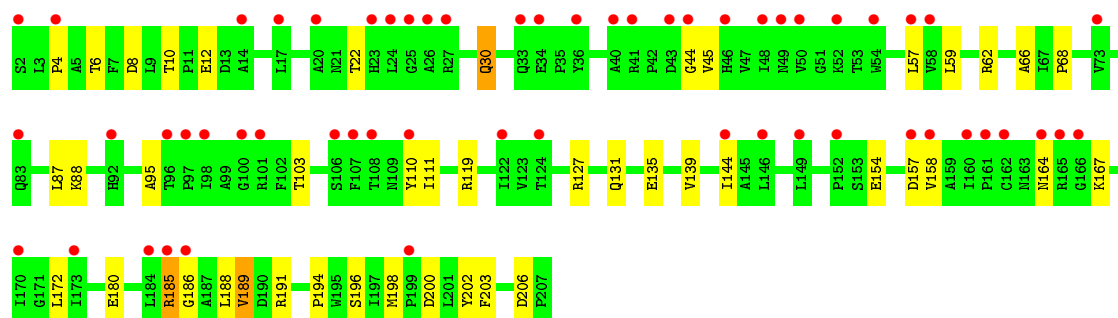 S2 L3 P4 A5 T6 F7 D8 L9 T10 P11 E12 D13 A14 L17 A20 N21 T22 H23 L24 G25 A26 R27 Q30 Q33 E34 P35 Y36 A40 R41 P42 D43 G44 V45 H46 V47 I48 N49 V50 G51 K52 T53 W54 L57 V58 L59 R62 A66 I67 P68 V73
Q83 L87 K88 H92 A95 T96 P97 I98 A99 G100 R101 F102 T103 S106 F107 T108 N109 Y110 I111 R119 I122 V123 T124 R127 Q131 E135 V139 I144 A145 L146 L149 P152 S153 E154 D157 V158 A159 I160 P161 C162 N163 N164 R165 G166 K167
I170 G171 L172 I173 E180 L184 R185 G186 A187 L188 V189 D190 R191 P194 W195 S196 I197 M198 P199 D200 L201 Y202 F203 D206 P207